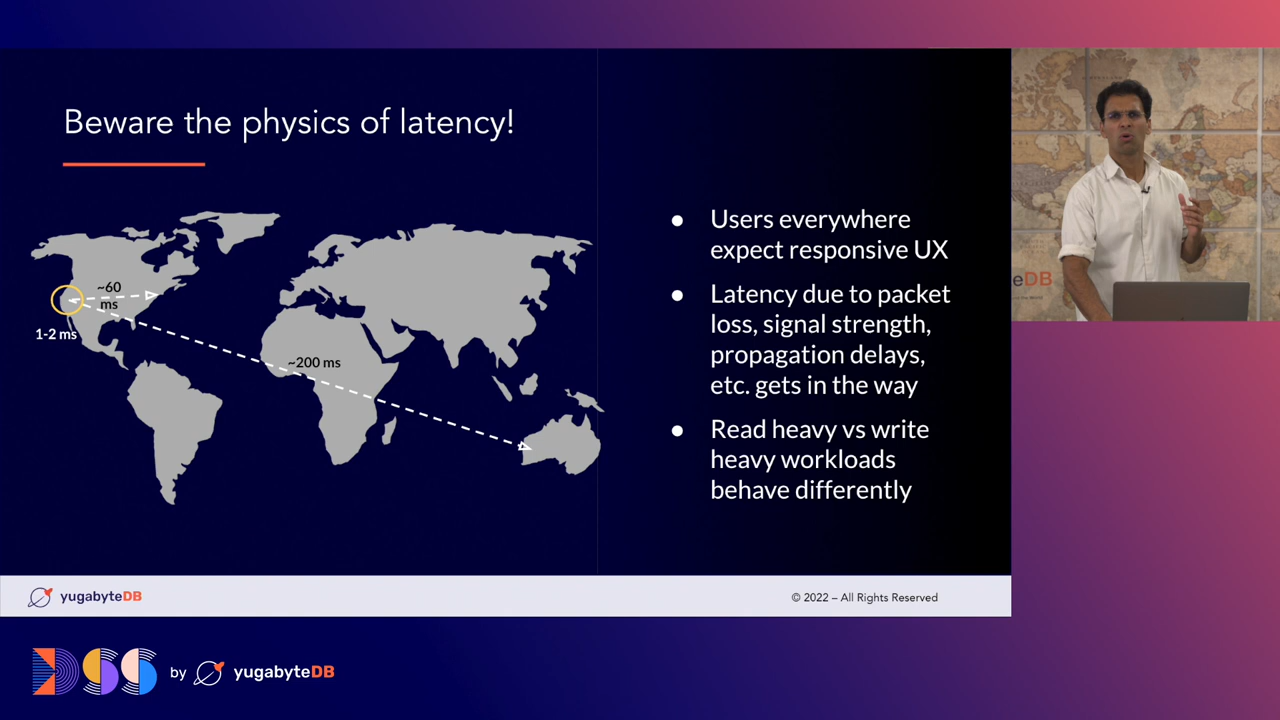 Beware the physics of latency!
~60
ms
1-2 ms
~200 ms
● Users everywhere
expect responsive UX
● Latency due to packet
loss, signal strength,
propagation delays,
etc. gets in the way
● Read heavy vs write
heavy workloads
behave differently
eDB
yugabyteDB
© 2022 – All Rights Reserved
DSS by yugabyteDB